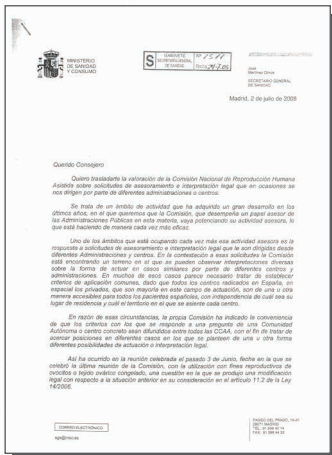 MINISTERIO
DE SANIDAD
Y CONSUMO
S
GABINETE
SECRETARIO GENERAL
DE SANIDAD
Nº 1511
Fecha
José
Martínez Olmos
SECRETARIO GENERAL
DE SANIDAD
Madrid, 2 de julio de 2008
Querido Consejero
Quiero trasladarte la valoración de la Comisión Nacional de Reproducción Humana
Asistida sobre solicitudes de asesoramiento e interpretación legal que en ocasiones se
nos dirigen por parte de diferentes administraciones o centros.
Se trata de un ámbito de actividad que ha adquirido un gran desarrollo en los
últimos años, en el que queremos que la Comisión, que desempeña un papel asesor de
las Administraciones Públicas en esta materia, vaya potenciando su actividad asesora, lo
que está haciendo de manera cada vez más eficaz.
Uno de los ámbitos que está ocupando cada vez más esa actividad asesora es la
respuesta a solicitudes de asesoramiento e interpretación legal que le son dirigidas desde
diferentes Administraciones y centros. En la contestación a esas solicitudes la Comisión
está encontrando un terreno en el que se pueden observar interpretaciones diversas
sobre la forma de actuar en casos similares por parte de diferentes centros y
administraciones. En muchos de esos casos parece necesario tratar de establecer
criterios de aplicación comunes, dado que todos los centros radicados en España, en
especial los privados, que son mayoría en este campo de actuación, son de una u otra
manera accesibles para todos los pacientes españoles, con independencia de cuál sea su
lugar de residencia y cuál el territorio en el que se asiente cada centro.
En razón de esas circunstancias, la propia Comisión ha indicado la conveniencia
de que los criterios con los que se responde a una pregunta de una Comunidad
Autónoma o centro concreto sean difundidos entre todas las CCAA, con el fin de tratar de
acercar posiciones en diferentes casos en los que se planteen de una u otra forma
diferentes posibilidades de actuación o interpretación legal.
Así ha ocurrido en la reunión celebrada el pasado 3 de junio, fecha en la que se
celebró la última reunión de la Comisión, con la utilización con fines reproductivos de
ovocitos o tejido ovárico congelado, una cuestión en la que se produjo una modificación
legal con respecto a la situación anterior en su consideración en el artículo 11.2 de la Ley
14/2006.
CORREO ELECTRÓNICO
PASEO DEL PRADO, 18-20
28071 MADRID